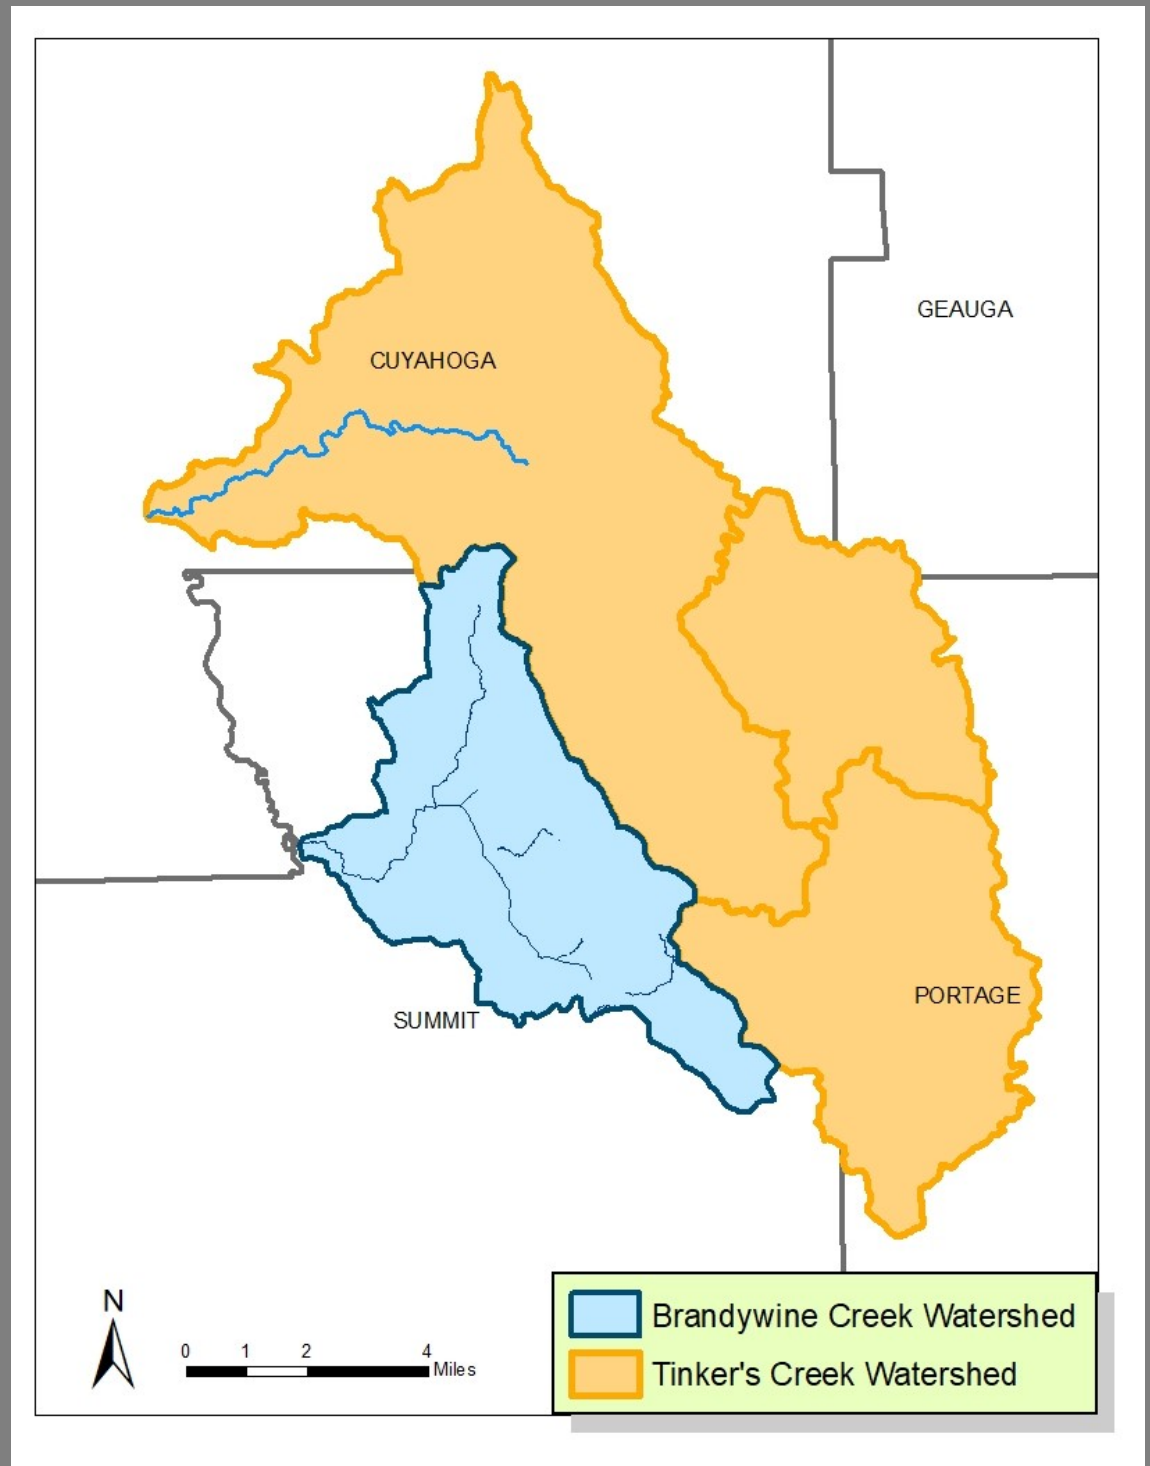 GEAUGA
CUYAHOGA
PORTAGE
SUMMIT
N
0 1 2 4
Miles
Brandywine Creek Watershed
Tinker's Creek Watershed